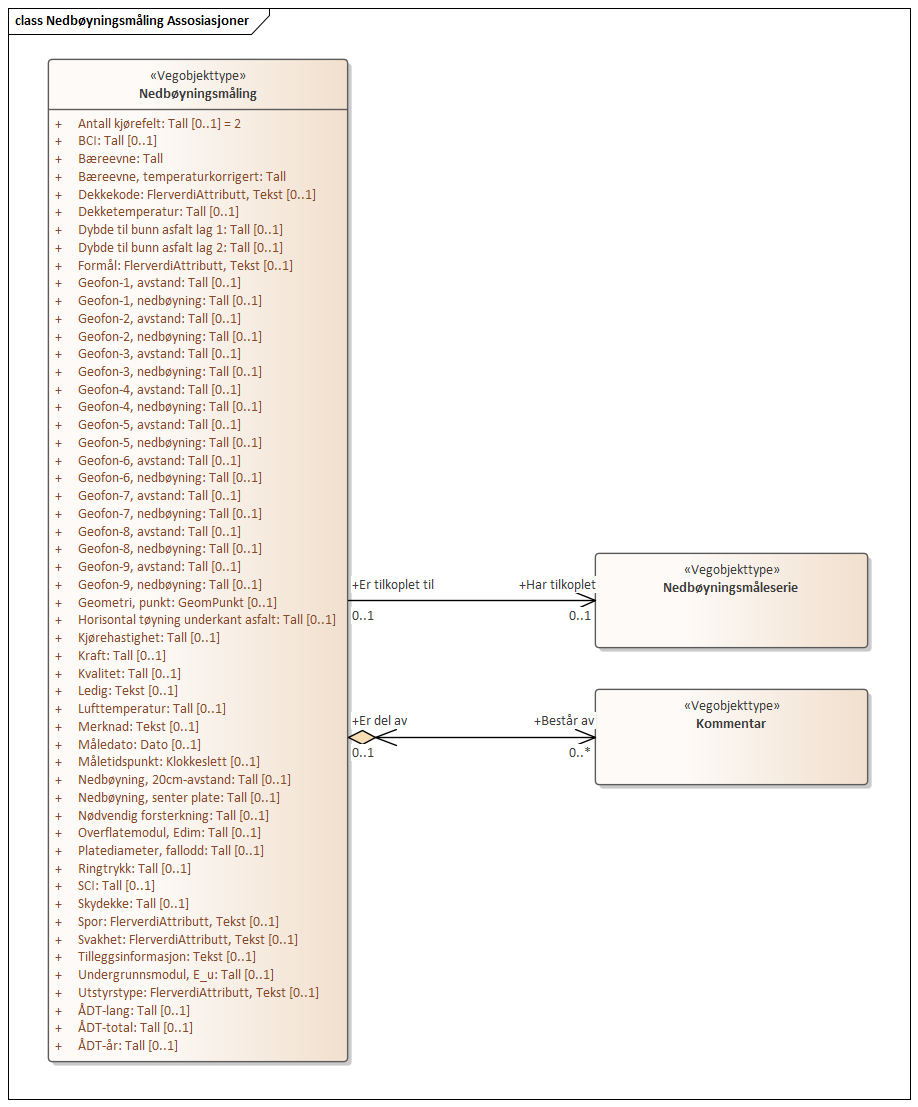 class Nedbøyningsmåling Assosiasjoner
«Vegobjekttype»
Nedbøyningsmåling
+ Antall kjørefelt: Tall [0..1] = 2
+ BCI: Tall [0..1]
+ Bæreevne: Tall
+ Bæreevne, temperaturkorrigert: Tall
+ Dekkekode: FlerverdiAttributt, Tekst [0..1]
+ Dekketemperatur: Tall [0..1]
+ Dybde til bunn asfalt lag 1: Tall [0..1]
+ Dybde til bunn asfalt lag 2: Tall [0..1]
+ Formål: FlerverdiAttributt, Tekst [0..1]
+ Geofon-1, avstand: Tall [0..1]
+ Geofon-1, nedbøyning: Tall [0..1]
+ Geofon-2, avstand: Tall [0..1]
+ Geofon-2, nedbøyning: Tall [0..1]
+ Geofon-3, avstand: Tall [0..1]
+ Geofon-3, nedbøyning: Tall [0..1]
+ Geofon-4, avstand: Tall [0..1]
+ Geofon-4, nedbøyning: Tall [0..1]
+ Geofon-5, avstand: Tall [0..1]
+ Geofon-5, nedbøyning: Tall [0..1]
+ Geofon-6, avstand: Tall [0..1]
+ Geofon-6, nedbøyning: Tall [0..1]
+ Geofon-7, avstand: Tall [0..1]
+ Geofon-7, nedbøyning: Tall [0..1]
+ Geofon-8, avstand: Tall [0..1]
+ Geofon-8, nedbøyning: Tall [0..1]
+ Geofon-9, avstand: Tall [0..1]
+ Geofon-9, nedbøyning: Tall [0..1]
+ Geometri, punkt: GeomPunkt [0..1]
+ Horisontal tøyning underkant asfalt: Tall [0..1]
+ Kjørehastighet: Tall [0..1]
+ Kraft: Tall [0..1]
+ Kvalitet: Tall [0..1]
+ Ledig: Tekst [0..1]
+ Lufttemperatur: Tall [0..1]
+ Merknad: Tekst [0..1]
+ Måledato: Dato [0..1]
+ Måletidspunkt: Klokkeslett [0..1]
+ Nedbøyning, 20cm-avstand: Tall [0..1]
+ Nedbøyning, senter plate: Tall [0..1]
+ Nødvendig forsterkning: Tall [0..1]
+ Overflatemodul, Edim: Tall [0..1]
+ Platediameter, fallodd: Tall [0..1]
+ Ringtrykk: Tall [0..1]
+ SCI: Tall [0..1]
+ Skydekke: Tall [0..1]
+ Spor: FlerverdiAttributt, Tekst [0..1]
+ Svakhet: FlerverdiAttributt, Tekst [0..1]
+ Tilleggsinformasjon: Tekst [0..1]
+ Undergrunnsmodul, E_u: Tall [0..1]
+ Utstyrstype: FlerverdiAttributt, Tekst [0..1]
+ ÅDT-lang: Tall [0..1]
+ ÅDT-total: Tall [0..1]
+ ÅDT-år: Tall [0..1]
+Er tilkoplet til +Har tilkoplet
0..1 0..1
«Vegobjekttype»
Nedbøyningsmåleserie
+Er del av +Består av
0..1 0..*
«Vegobjekttype»
Kommentar